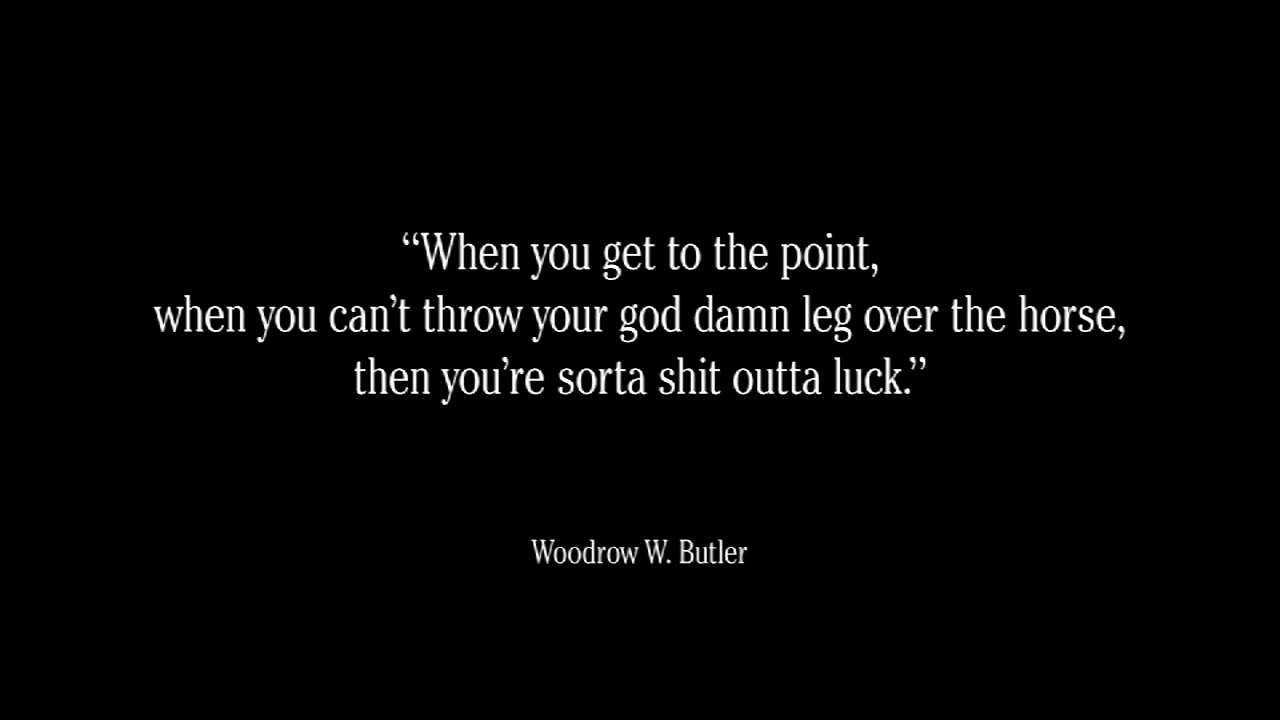 “When you get to the point,
when you can’t throw your god damn leg over the horse,
then you’re sorta shit outta luck.”
Woodrow W. Butler